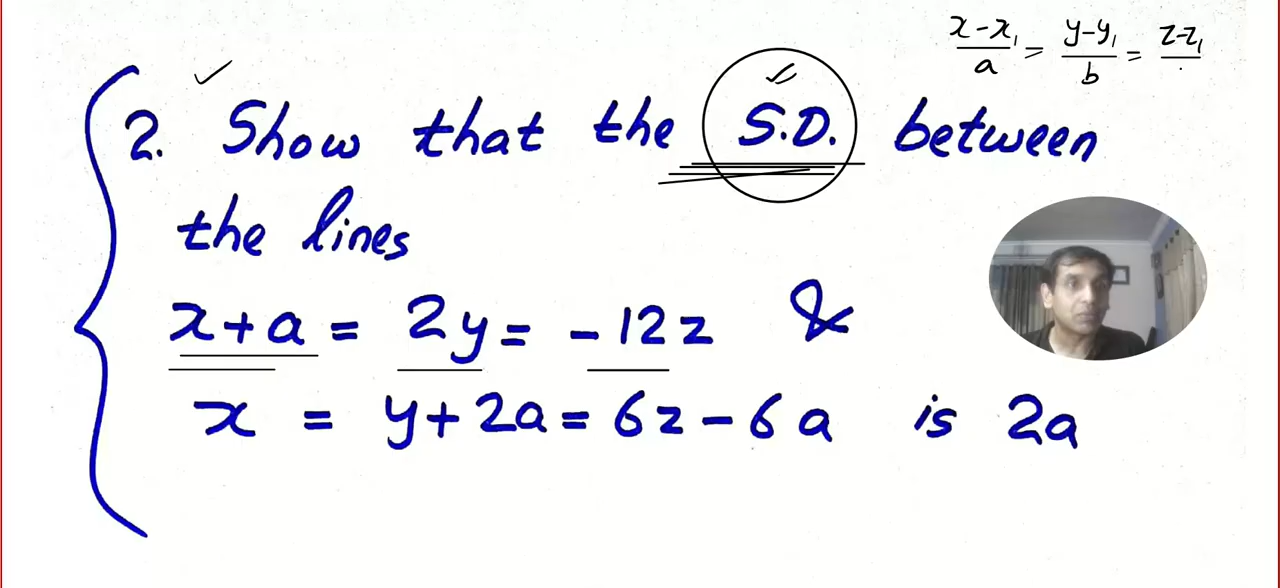 x-x₁/a = y-y₁/b = z-z₁/
2. Show that the S.D. between
the lines
x+a = 2y = -12z &
x = y+2a = 6z-6a is 2a